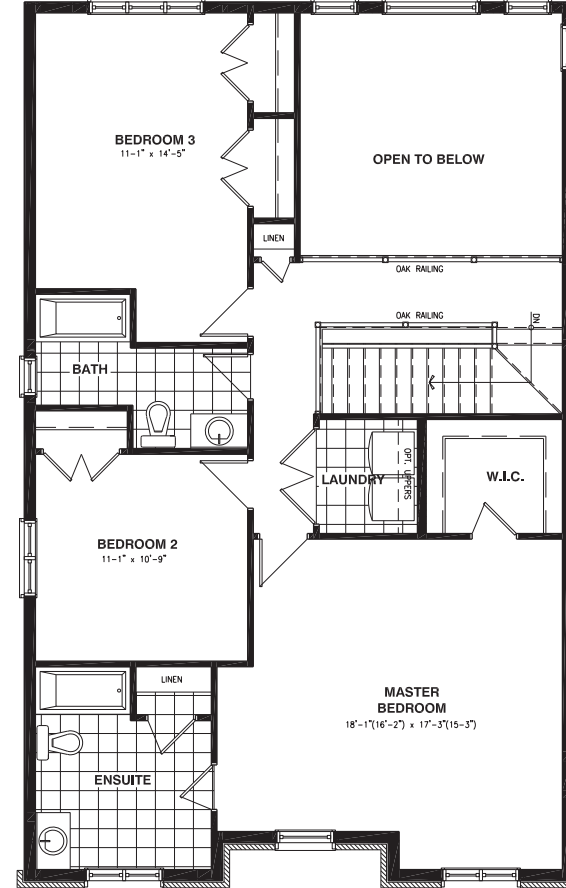 BEDROOM 3
11'-1" x 14'-5"
OPEN TO BELOW
LINEN
OAK RAILING
OAK RAILING
DN
BATH
LAUNDRY
OPT. UPPERS
W.I.C.
BEDROOM 2
11'-1" x 10'-9"
LINEN
MASTER
BEDROOM
18'-1"(16'-2") x 17'-3"(15-3")
ENSUITE